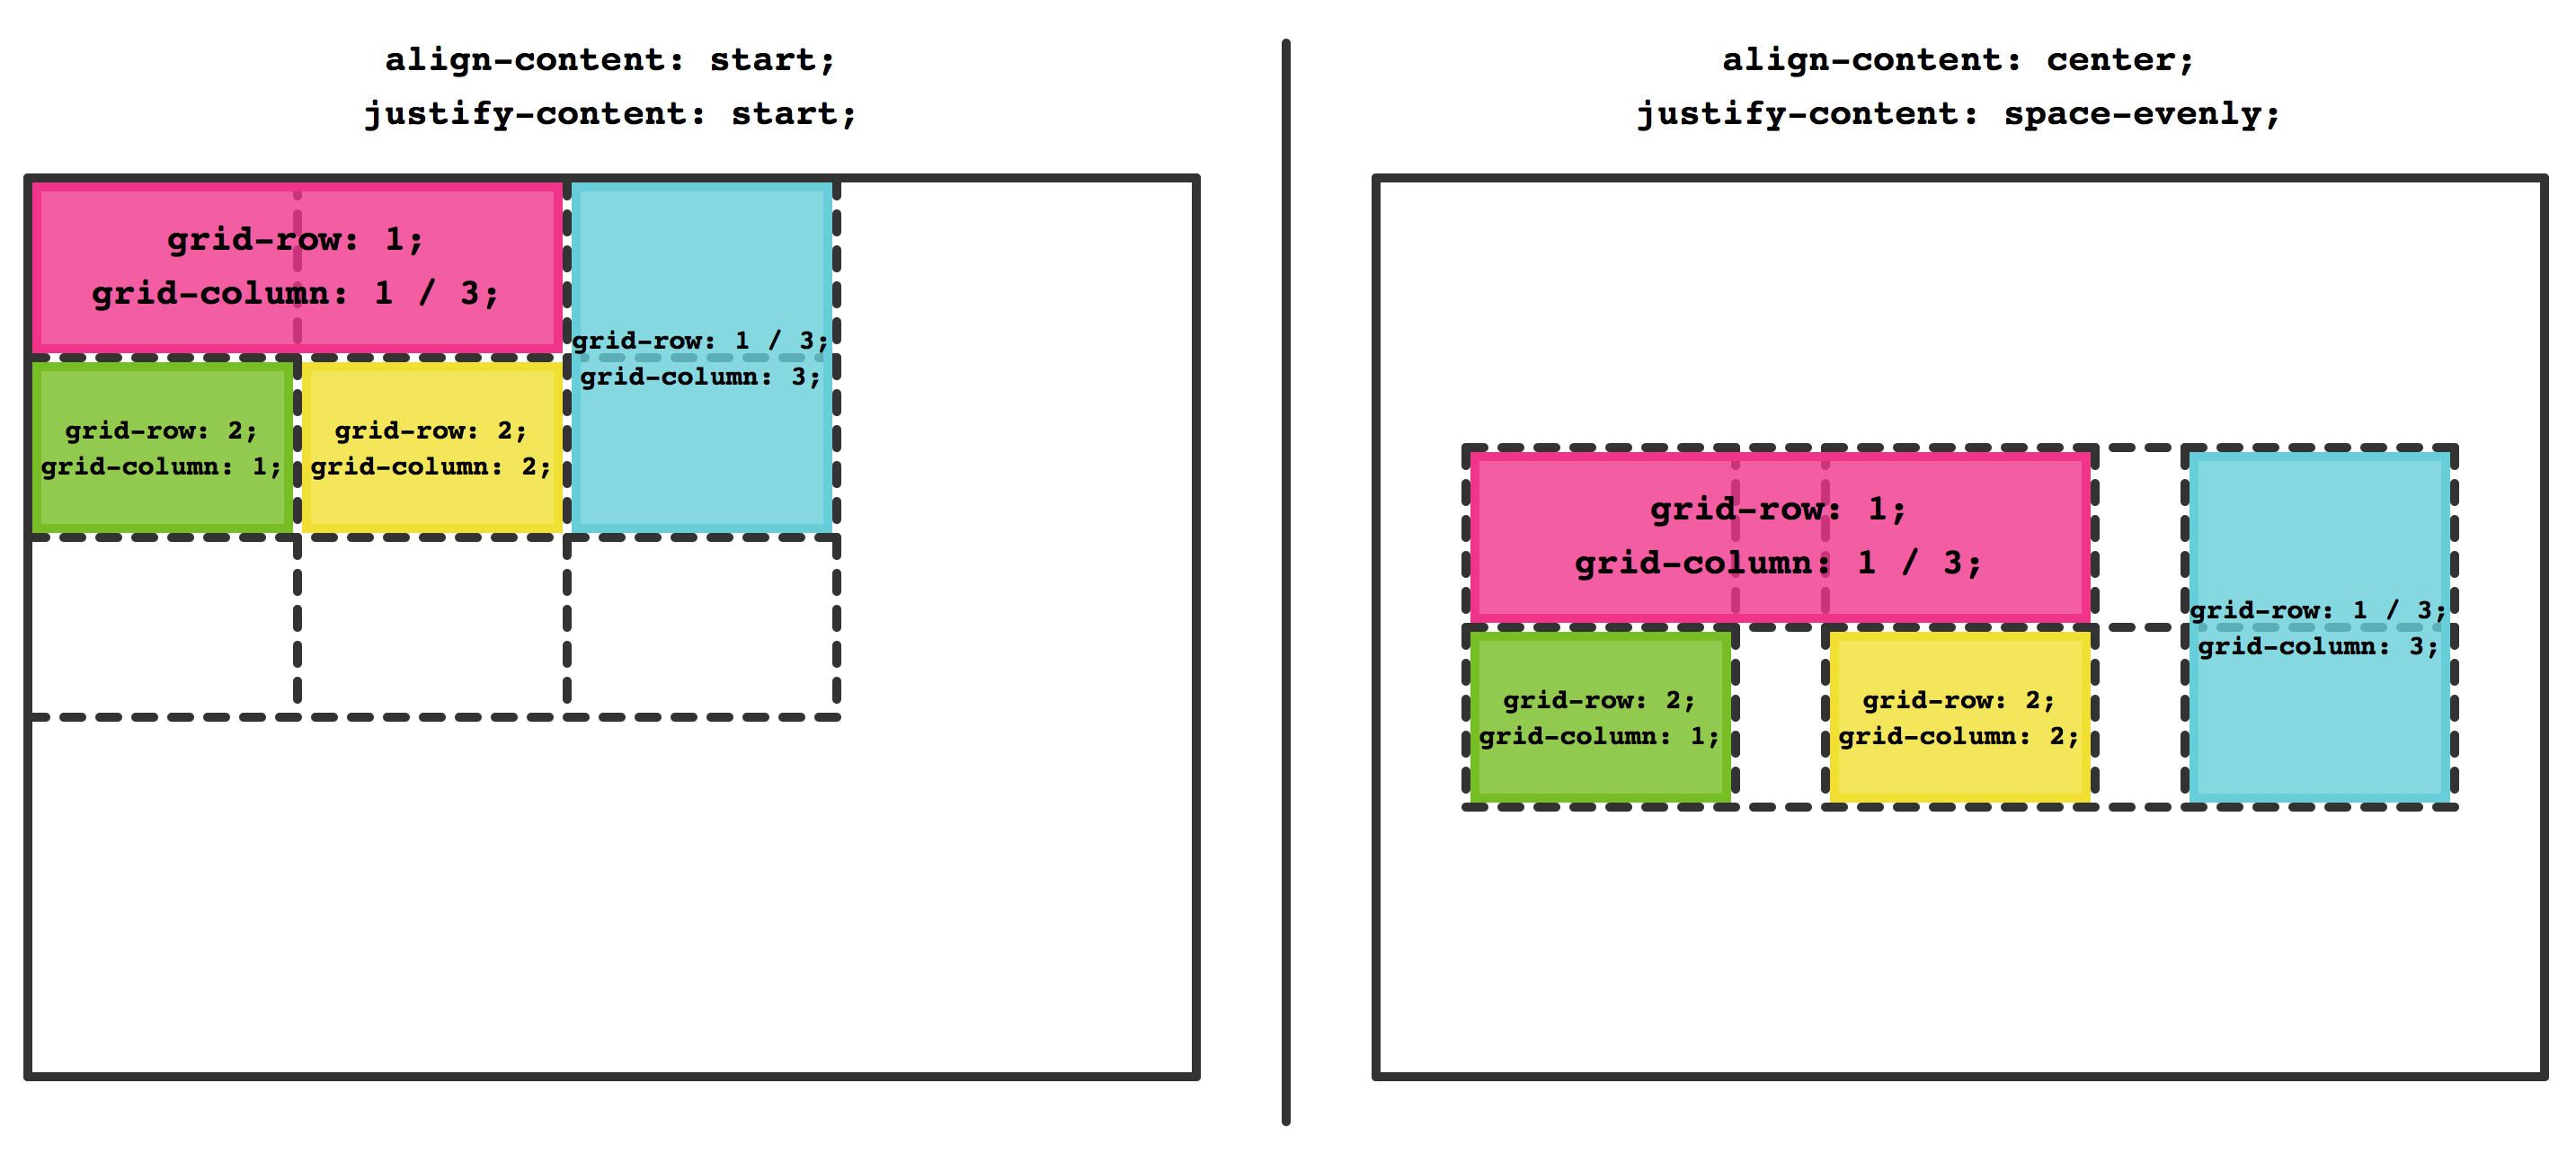 align-content: start;
justify-content: start;
grid-row: 1;
grid-column: 1 / 3;
grid-row: 1 / 3;
grid-column: 3;
grid-row: 2;
grid-column: 1;
grid-row: 2;
grid-column: 2;
align-content: center;
justify-content: space-evenly;
grid-row: 1;
grid-column: 1 / 3;
grid-row: 1 / 3;
grid-column: 3;
grid-row: 2;
grid-column: 1;
grid-row: 2;
grid-column: 2;